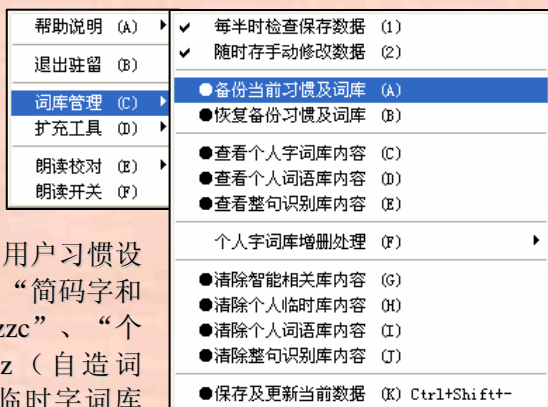 帮助说明 (A)
退出驻留 (B)
词库管理 (C)
扩充工具 (D)
朗读校对 (E)
朗读开关 (F)
✓ 每半时检查保存数据 (1)
✓ 随时存手动修改数据 (2)
●备份当前习惯及词库 (A)
●恢复备份习惯及词库 (B)
●查看个人字词库内容 (C)
●查看个人词语库内容 (D)
●查看整句识别库内容 (E)
个人字词库增删处理 (F)
●清除智能相关库内容 (G)
●清除个人临时库内容 (H)
●清除个人词语库内容 (I)
●清除整句识别库内容 (J)
●保存及更新当前数据 (K) Ctrl+Shift+-
用户习惯设
“简码字和
zzc”、“个
z（自造词
临时字词库